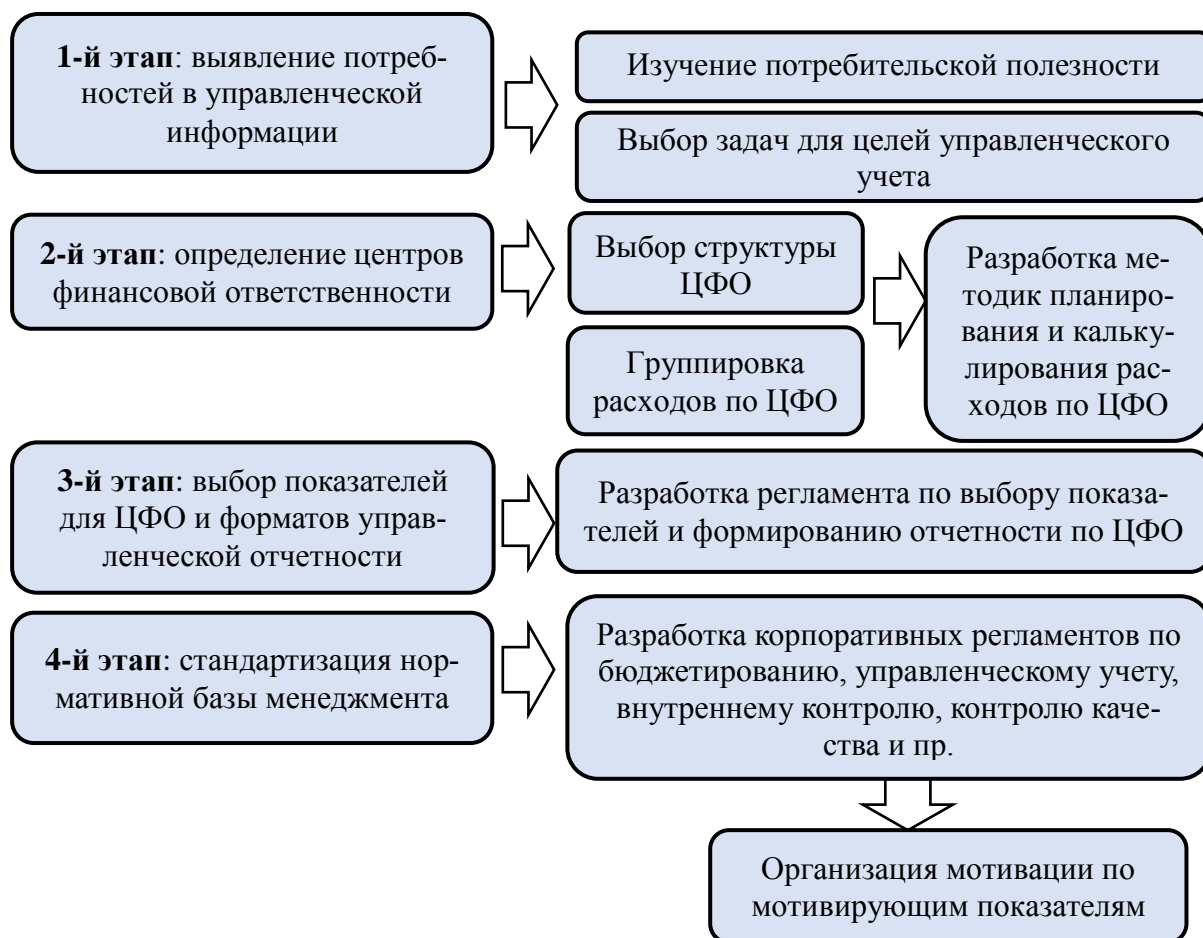 1-й этап: выявление потреб-
ностей в управленческой
информации
Изучение потребительской полезности
Выбор задач для целей управленческого
учета
2-й этап: определение центров
финансовой ответственности
Выбор структуры
ЦФО
Группировка
расходов по ЦФО
Разработка ме-
тодик планиро-
вания и кальку-
лирования рас-
ходов по ЦФО
3-й этап: выбор показателей
для ЦФО и форматов управ-
ленческой отчетности
Разработка регламента по выбору показа-
телей и формированию отчетности по ЦФО
4-й этап: стандартизация нор-
мативной базы менеджмента
Разработка корпоративных регламентов по
бюджетированию, управленческому учету,
внутреннему контролю, контролю каче-
ства и пр.
Организация мотивации по
мотивирующим показателям